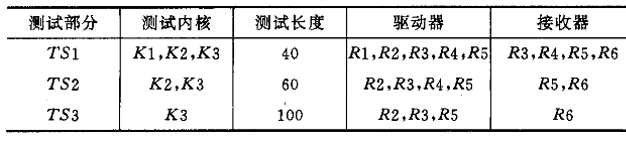 测试部分 测试内核 测试长度 驱动器 接收器
TS1 K1,K2,K3 40 R1,R2,R3,R4,R5 R3,R4,R5,R6
TS2 K2,K3 60 R2,R3,R4,R5 R5,R6
TS3 K3 100 R2,R3,R5 R6